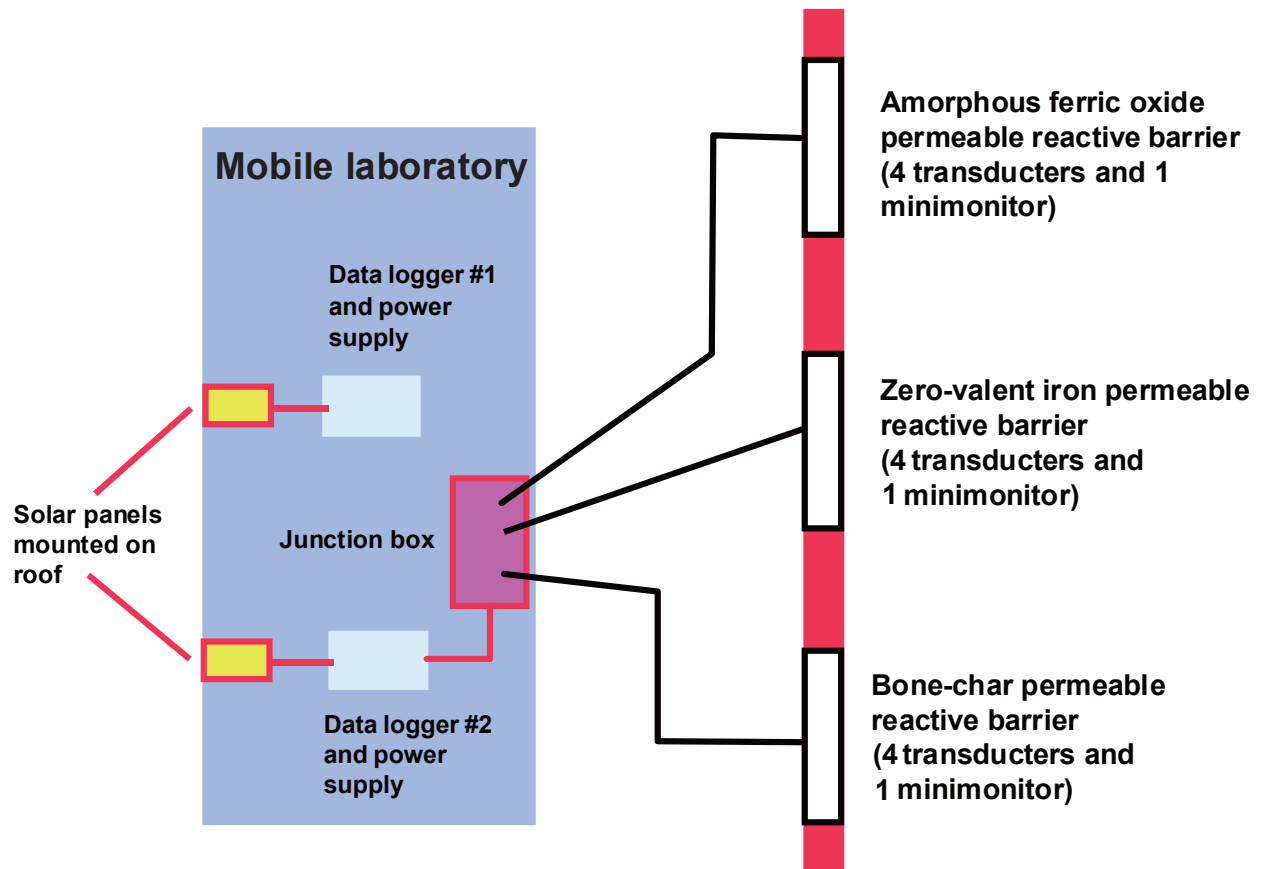 Mobile laboratory
Data logger #1
and power
supply
Solar panels
mounted on
roof
Junction box
Data logger #2
and power
supply
Amorphous ferric oxide
permeable reactive barrier
(4 transducters and 1
minimonitor)
Zero-valent iron permeable
reactive barrier
(4 transducters and
1 minimonitor)
Bone-char permeable
reactive barrier
(4 transducters and
1 minimonitor)